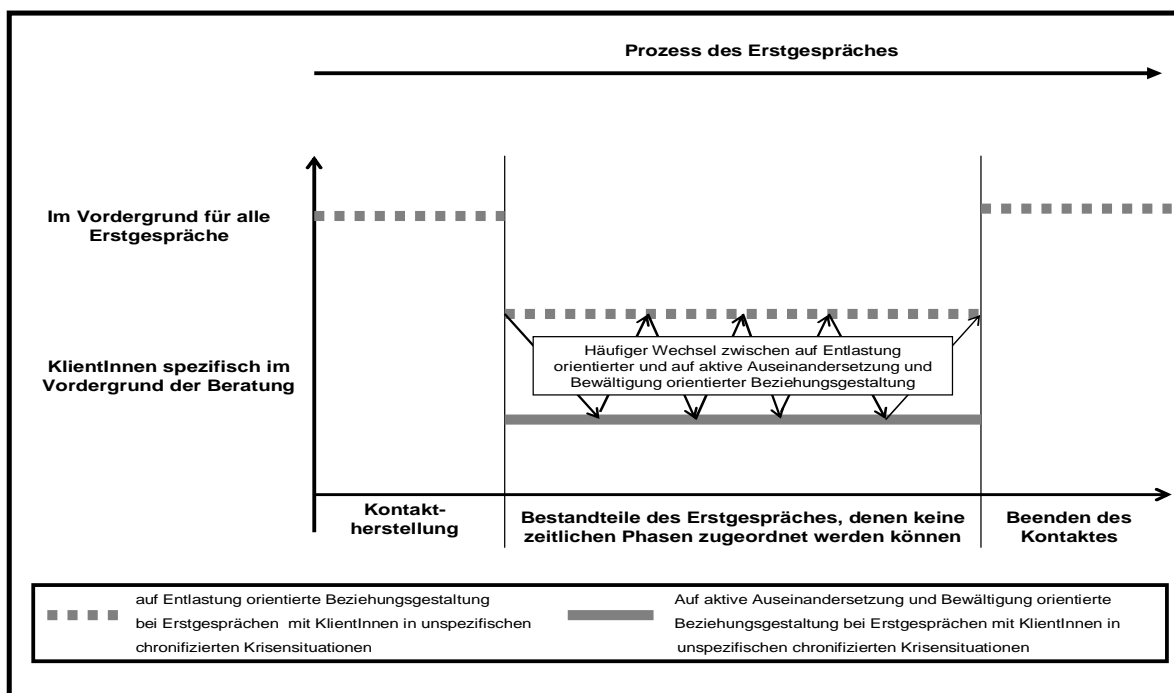 Prozess des Erstgespräches
Im Vordergrund für alle
Erstgespräche
KlientInnen spezifisch im
Vordergrund der Beratung
Häufiger Wechsel zwischen auf Entlastung
orientierter und auf aktive Auseinandersetzung und
Bewältigung orientierter Beziehungsgestaltung
Kontakt-
herstellung
Bestandteile des Erstgespräches, denen keine
zeitlichen Phasen zugeordnet werden können
Beenden des
Kontaktes
auf Entlastung orientierte Beziehungsgestaltung
bei Erstgesprächen mit KlientInnen in unspezifischen
chronifizierten Krisensituationen
Auf aktive Auseinandersetzung und Bewältigung orientierte
Beziehungsgestaltung bei Erstgesprächen mit KlientInnen in
unspezifischen chronifizierten Krisensituationen